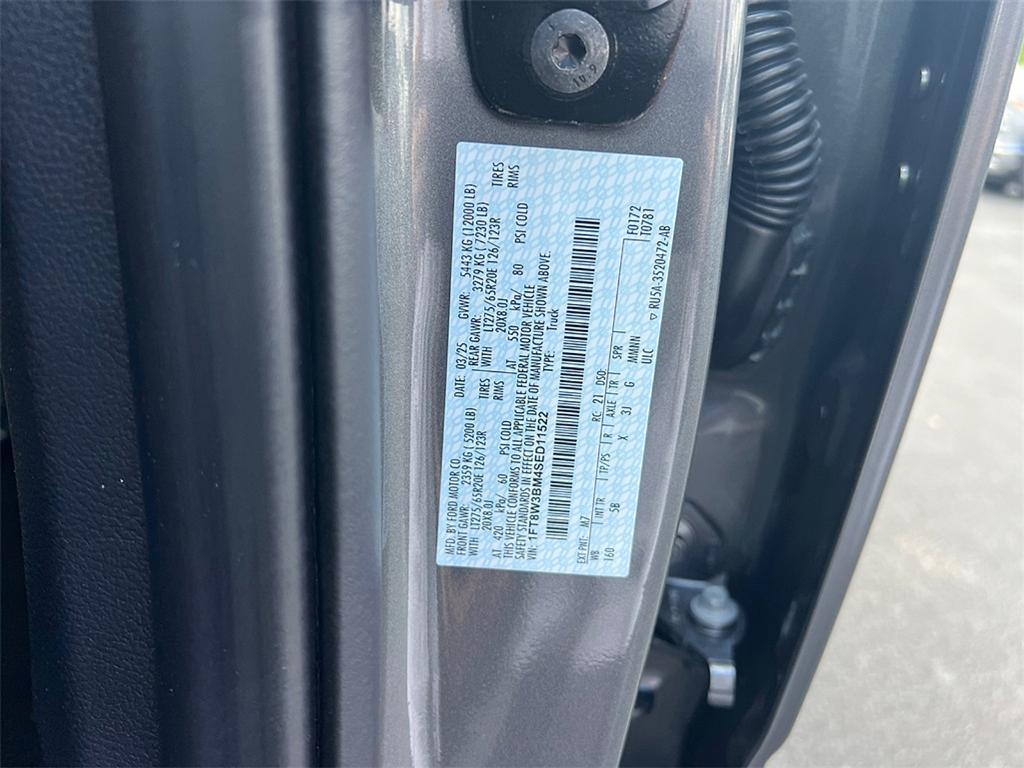 10.9
MFD. BY FORD MOTOR CO.
DATE: 03/25 GVWR: 5443 KG (12000 LB)
FRONT GAWR: 2359 KG (5200 LB) REAR GAWR: 3279 KG (7230 LB)
WITH LT275/65R20E 126/123R TIRES WITH LT275/65R20E 126/123R TIRES
20X8.0J RIMS 20X8.0J RIMS
AT 420 kPa/ 60 PSI COLD AT 550 kPa/ 80 PSI COLD
THIS VEHICLE CONFORMS TO ALL APPLICABLE FEDERAL MOTOR VEHICLE
SAFETY STANDARDS IN EFFECT ON THE DATE OF MANUFACTURE SHOWN ABOVE.
VIN: 1FT8W3BM4SED11522 TYPE: Truck
F0172
T0781
EXT PNT: M7 RC: 21 DSO:
WB INT TR TP/PS R AXLE TR SPR
160 5B X 3J G MMNN
ULC
▽ RU5A-3520472-AB